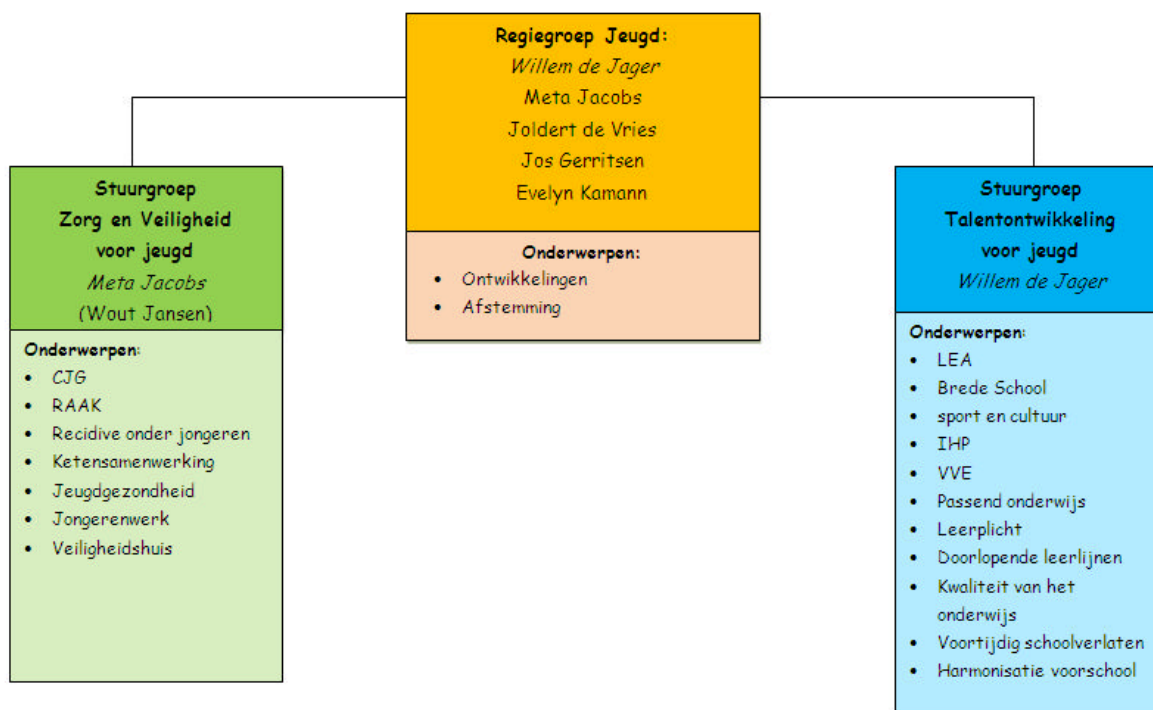 Regiegroep Jeugd:
Willem de Jager
Meta Jacobs
Joldert de Vries
Jos Gerritsen
Evelyn Kamann
Onderwerpen:
• Ontwikkelingen
• Afstemming
Stuurgroep
Zorg en Veiligheid
voor jeugd
Meta Jacobs
(Wout Jansen)
Onderwerpen:
• CJG
• RAAK
• Recidive onder jongeren
• Ketensamenwerking
• Jeugdgezondheid
• Jongerenwerk
• Veiligheidshuis
Stuurgroep
Talentontwikkeling
voor jeugd
Willem de Jager
Onderwerpen:
• LEA
• Brede School
• sport en cultuur
• IHP
• VVE
• Passend onderwijs
• Leerplicht
• Doorlopende leerlijnen
• Kwaliteit van het
onderwijs
• Voortijdig schoolverlaten
• Harmonisatie voorschool